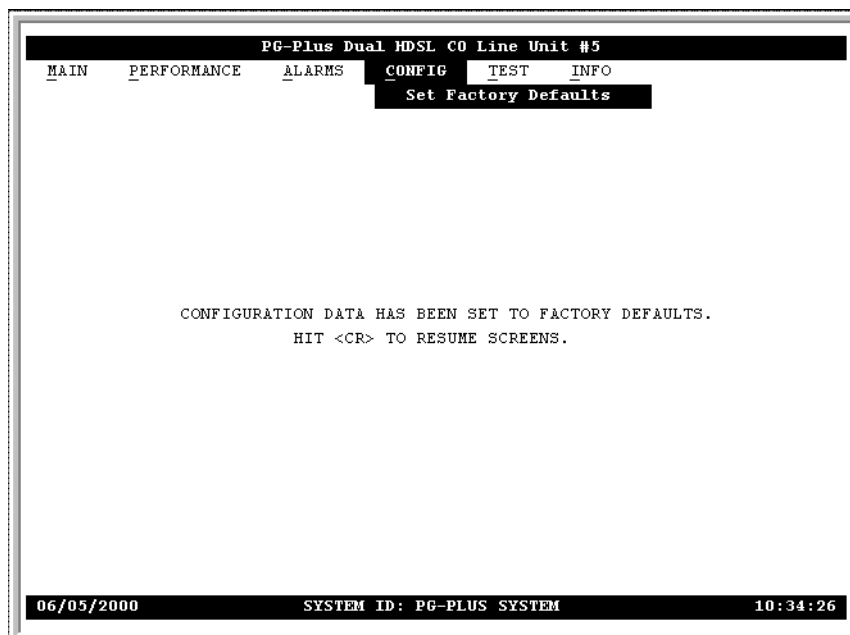 PG-Plus Dual HDSL CO Line Unit #5
MAIN PERFORMANCE ALARMS CONFIG TEST INFO
Set Factory Defaults
CONFIGURATION DATA HAS BEEN SET TO FACTORY DEFAULTS.
HIT <CR> TO RESUME SCREENS.
06/05/2000 SYSTEM ID: PG-PLUS SYSTEM 10:34:26